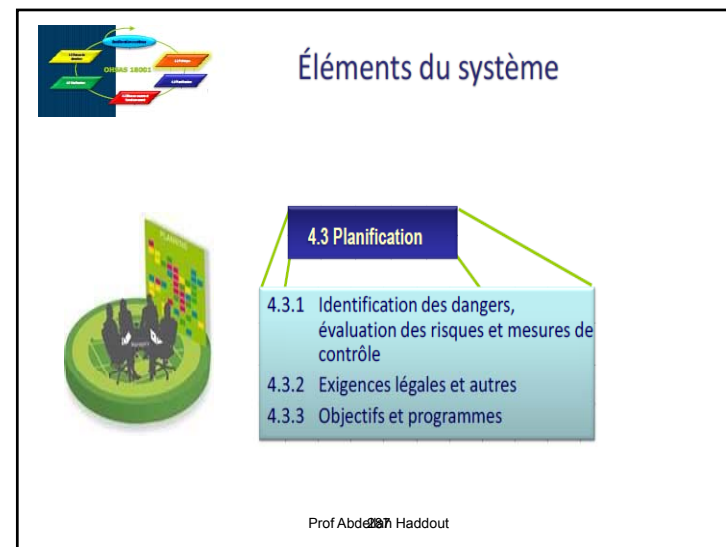 OHSAS 18001
Éléments du système
PLANNING
4.3 Planification
4.3.1 Identification des dangers,
évaluation des risques et mesures de
contrôle
4.3.2 Exigences légales et autres
4.3.3 Objectifs et programmes
Prof Haddout